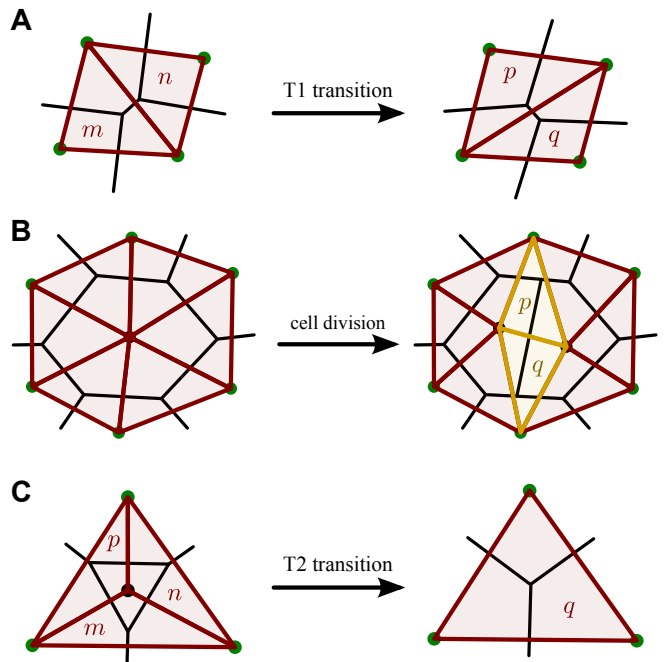 A
n
m
T1 transition
p
q
B
cell division
p
q
C
p
n
m
T2 transition
q